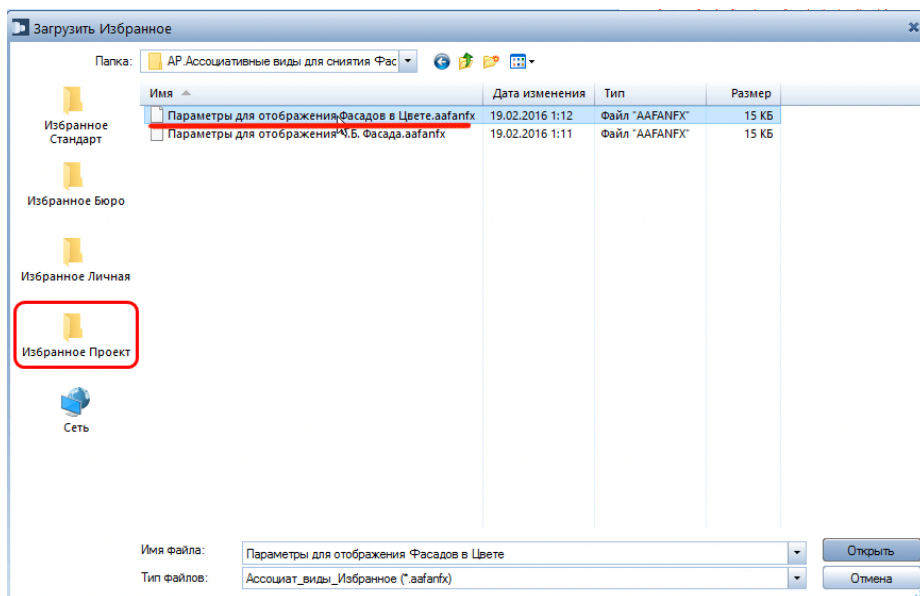 Загрузить Избранное
Папка: АР.Ассоциативные виды для сниятия Фас
Имя Дата изменения Тип Размер
Параметры для отображения Фасадов в Цвете.aafanfx 19.02.2016 1:12 Файл "AAFANFX" 15 КБ
Параметры для отображения Ч.Б. Фасада.aafanfx 19.02.2016 1:11 Файл "AAFANFX" 15 КБ
Избранное
Стандарт
Избранное Бюро
Избранное Личная
Избранное Проект
Сеть
Имя файла: Параметры для отображения Фасадов в Цвете Открыть
Тип файлов: Ассоциат_виды_Избранное (*.aafanfx) Отмена